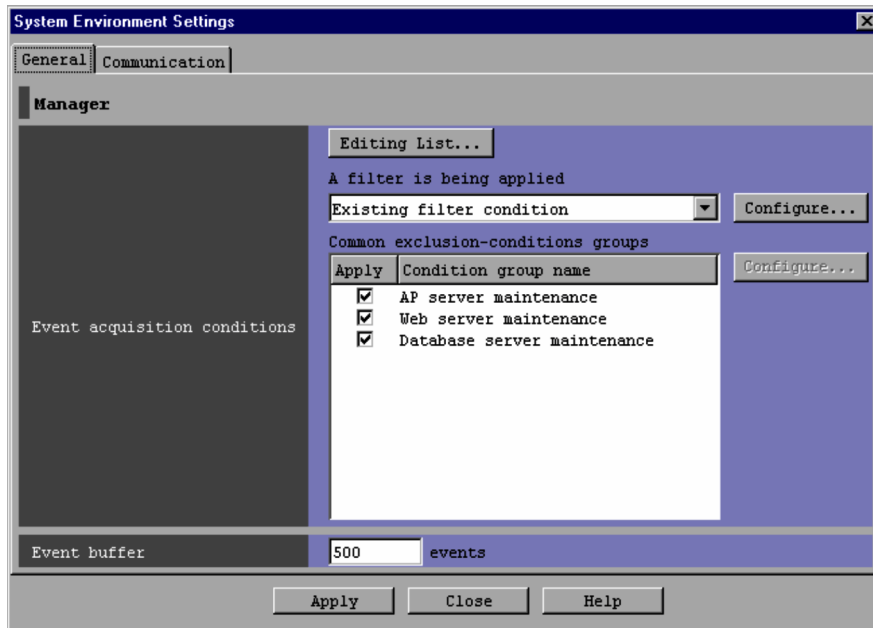 System Environment Settings
General Communication
Manager
Editing List...
A filter is being applied
Existing filter condition Configure...
Common exclusion-conditions groups
Apply Condition group name Configure...
AP server maintenance
Web server maintenance
Event acquisition conditions
Database server maintenance
Event buffer 500 events
Apply Close Help